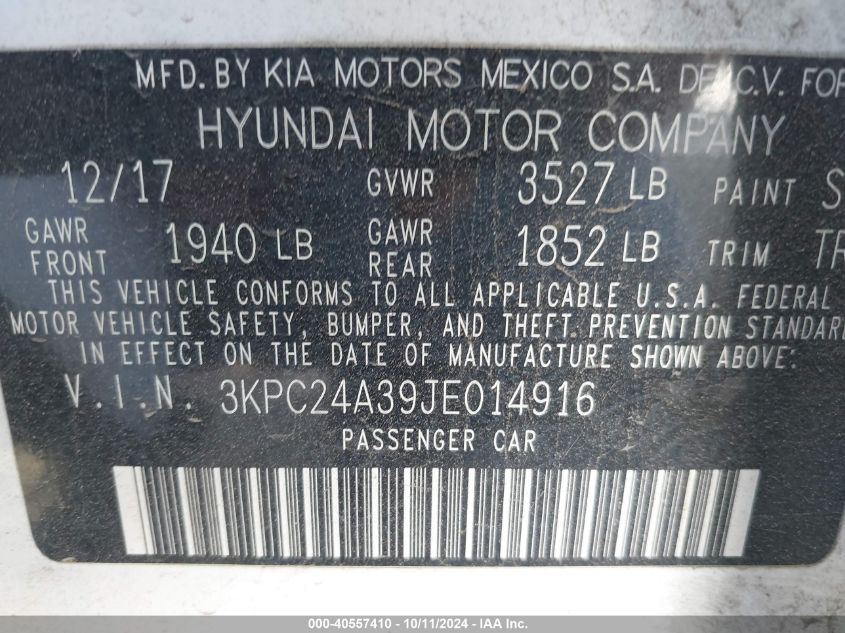 MFD. BY KIA MOTORS MEXICO S.A. DE C.V. FOR
HYUNDAI MOTOR COMPANY
12/17 GVWR 3527 LB PAINT
GAWR FRONT 1940 LB GAWR REAR 1852 LB TRIM
THIS VEHICLE CONFORMS TO ALL APPLICABLE U.S.A. FEDERAL
MOTOR VEHICLE SAFETY, BUMPER, AND THEFT PREVENTION STANDARD
IN EFFECT ON THE DATE OF MANUFACTURE SHOWN ABOVE.
V.I.N. 3KPC24A39JE014916
PASSENGER CAR
000-40557410 - 10/11/2024 - IAA Inc.